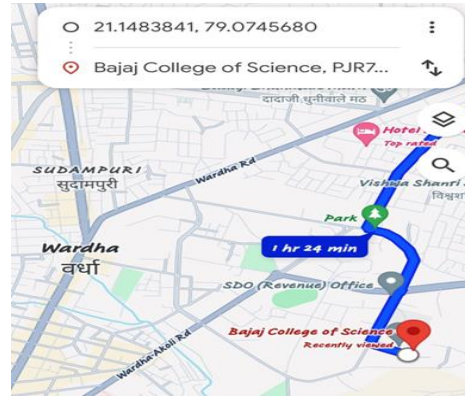 21.1483841, 79.0745680
Bajaj College of Science, PJR7...
दादाजी धुनीवाले मठ
Hotel
Top rated
SUDAMPURI
सुदामपुरी
Wardha Rd
Vishwa Shanti
Park
Wardha
वर्धा
1 hr 24 min
SDO (Revenue) Office
Bajaj College of Science
Recently viewed
Wardha-Akoli Rd